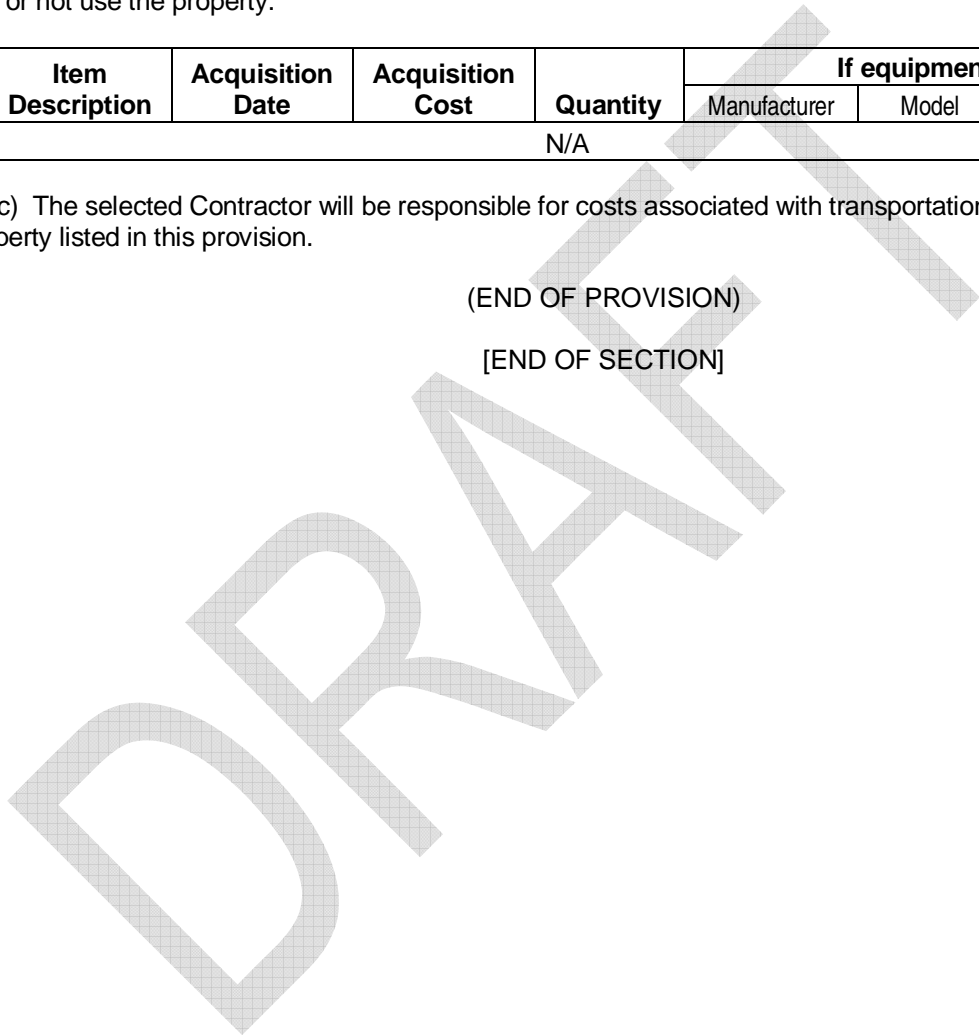 or not use the property.
Item Description Acquisition Date Acquisition Cost Quantity If equipmen
Manufacturer Model
N/A
c) The selected Contractor will be responsible for costs associated with transportation
perty listed in this provision.
(END OF PROVISION)
[END OF SECTION]
DRAFT